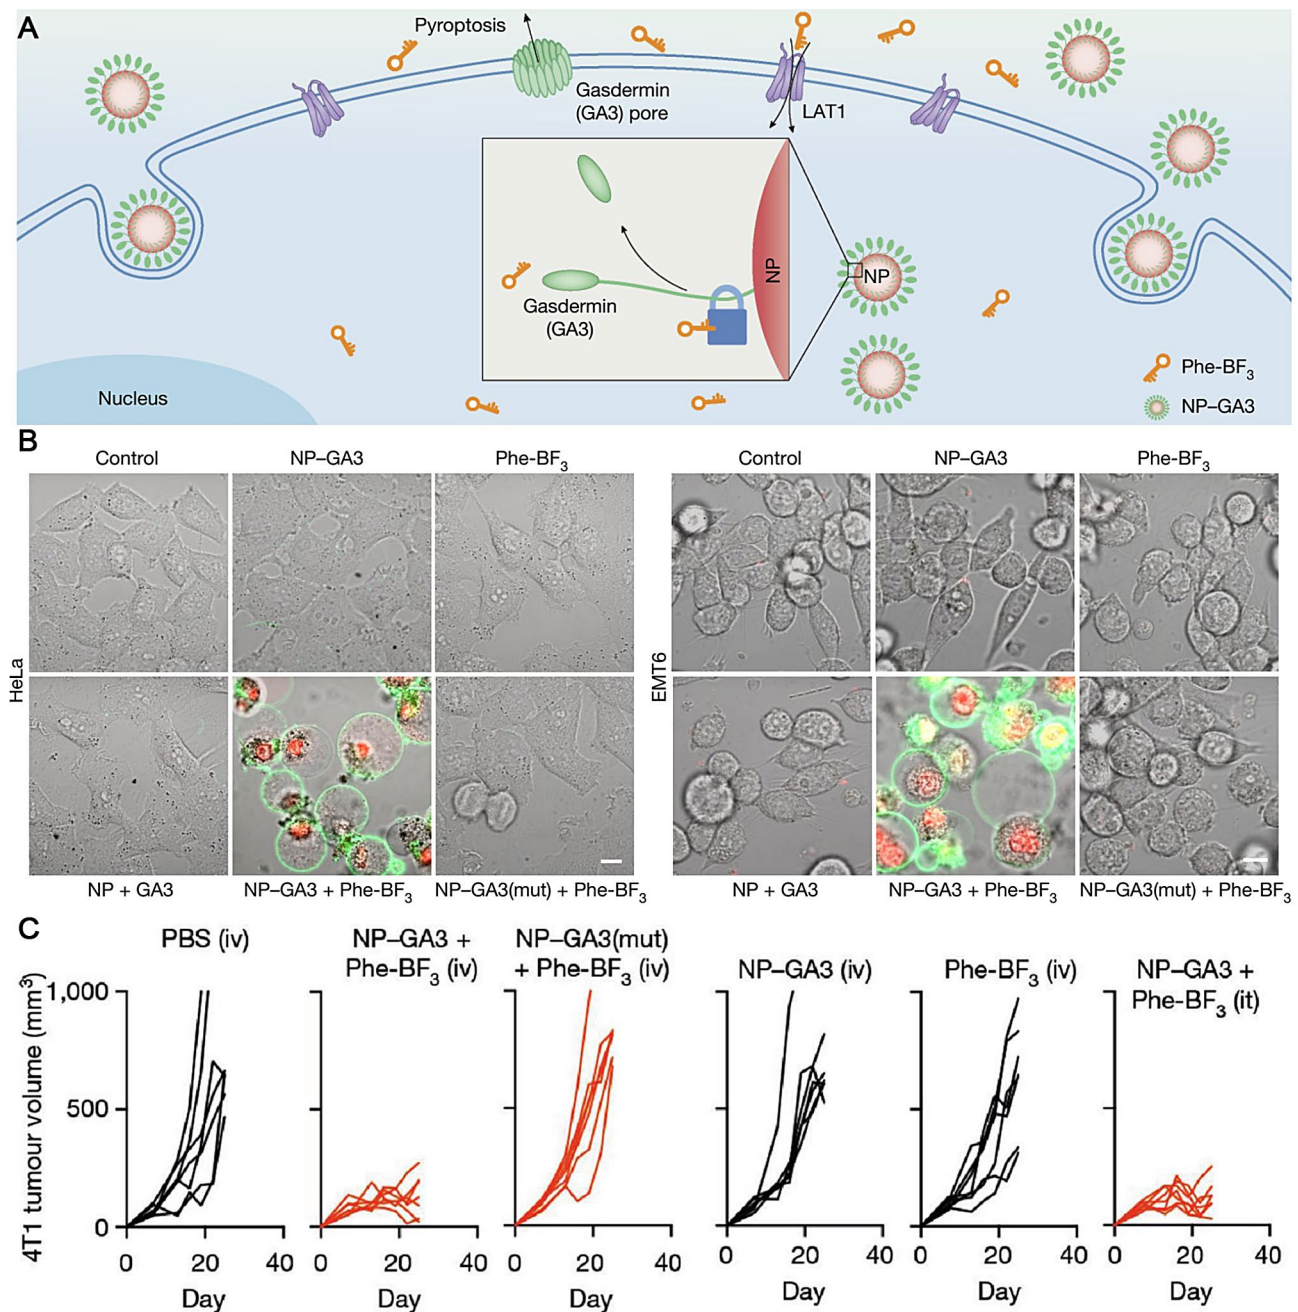 A
Pyroptosis
Gasdermin
(GA3) pore
LAT1
NP
Gasdermin
(GA3)
NP
Nucleus
Phe-BF3
NP–GA3
B
Control
NP–GA3
Phe-BF3
Control
NP–GA3
Phe-BF3
HeLa
EMT6
NP + GA3
NP-GA3 + Phe-BF3
NP-GA3(mut) + Phe-BF3
NP + GA3
NP-GA3 + Phe-BF3
NP-GA3(mut) + Phe-BF3
C
PBS (iv)
NP–GA3 +
Phe-BF3 (iv)
NP–GA3(mut)
+ Phe-BF3 (iv)
NP–GA3 (iv)
Phe-BF3 (iv)
NP–GA3 +
Phe-BF3 (it)
4T1 tumour volume (mm3)
1,000
500
0
0 20 40
0 20 40
0 20 40
0 20 40
0 20 40
0 20 40
Day
Day
Day
Day
Day
Day